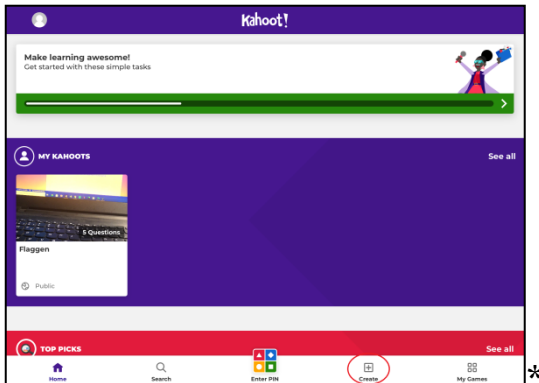 Kahoot!
Make learning awesome!
Get started with these simple tasks
MY KAHOOTS
See all
5 Questions
Flaggen
Public
TOP PICKS
See all
Home
Search
Enter PIN
Create
My Games
*